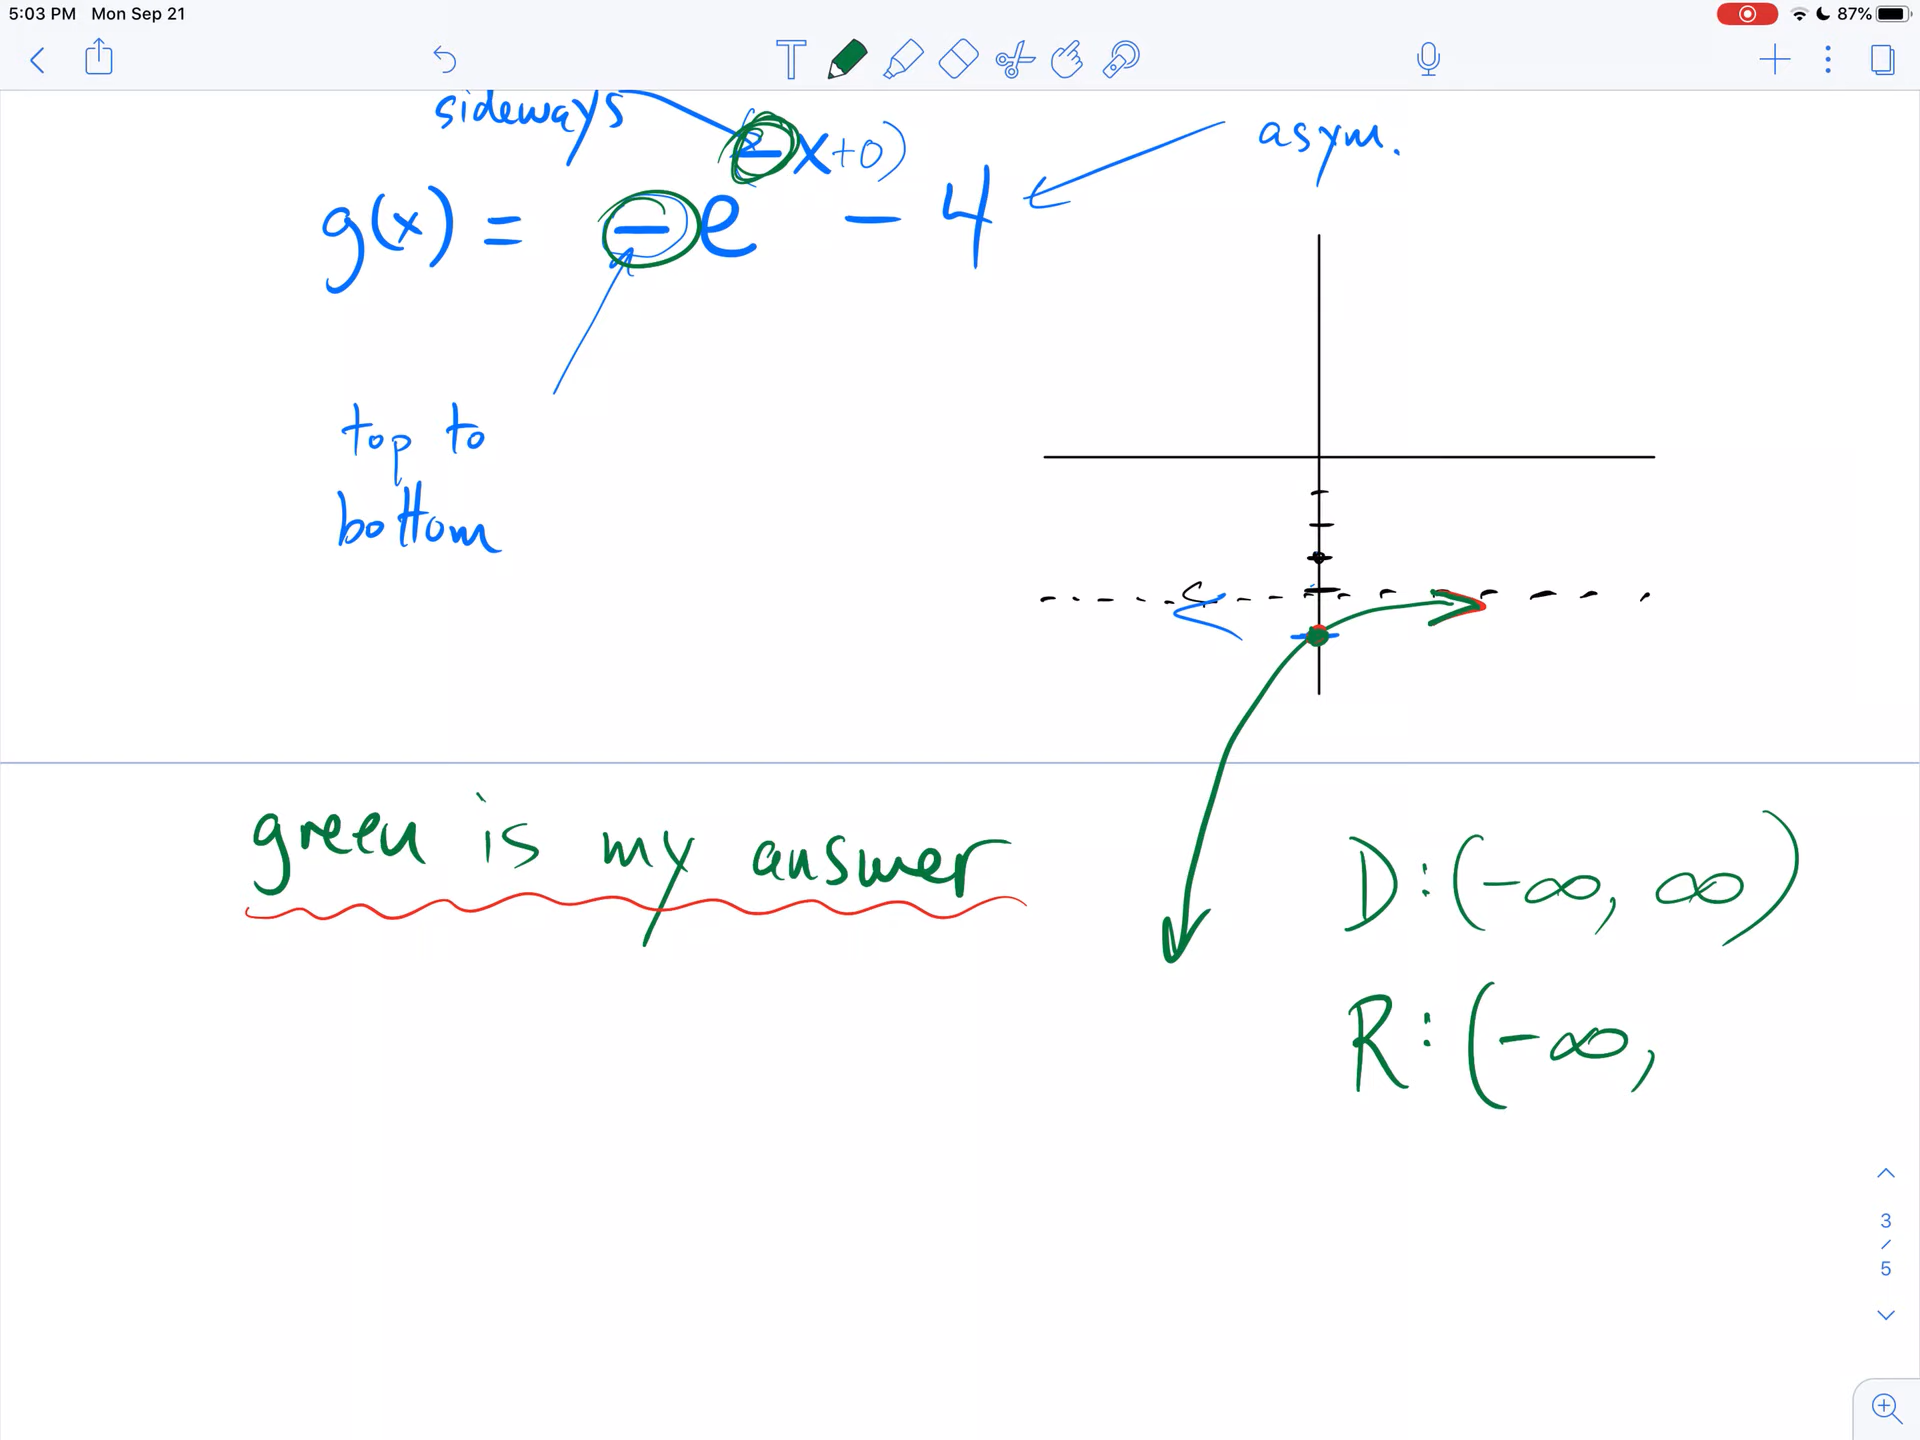 5:03 PM Mon Sep 21
87%
T
sideways
asym.
g(x) = -e^(-x+0) - 4
top to
bottom
green is my answer
D: (-∞, ∞)
R: (-∞,
3
/
5